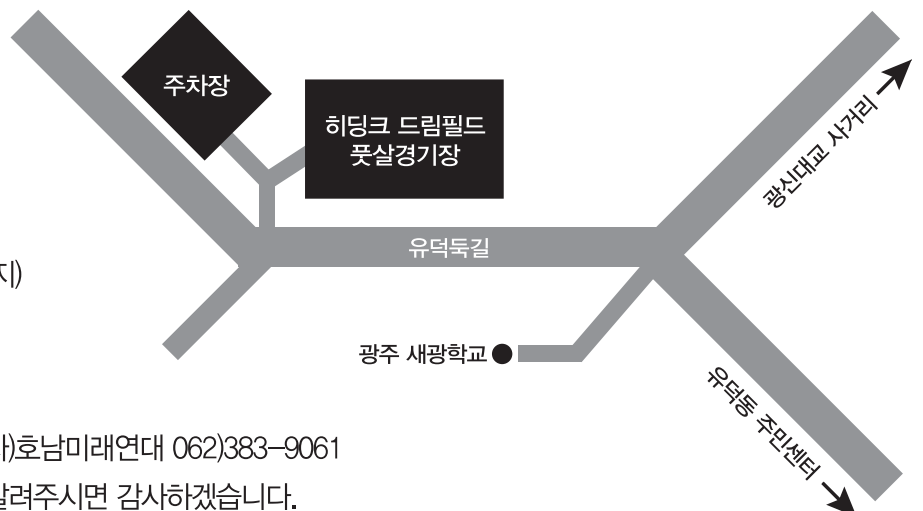 주차장
히딩크 드림필드
풋살경기장
광신대교 사거리
유덕둑길
지)
광주 새광학교
유덕동 주민센터
)호남미래연대 062)383-9061
려주시면 감사하겠습니다.